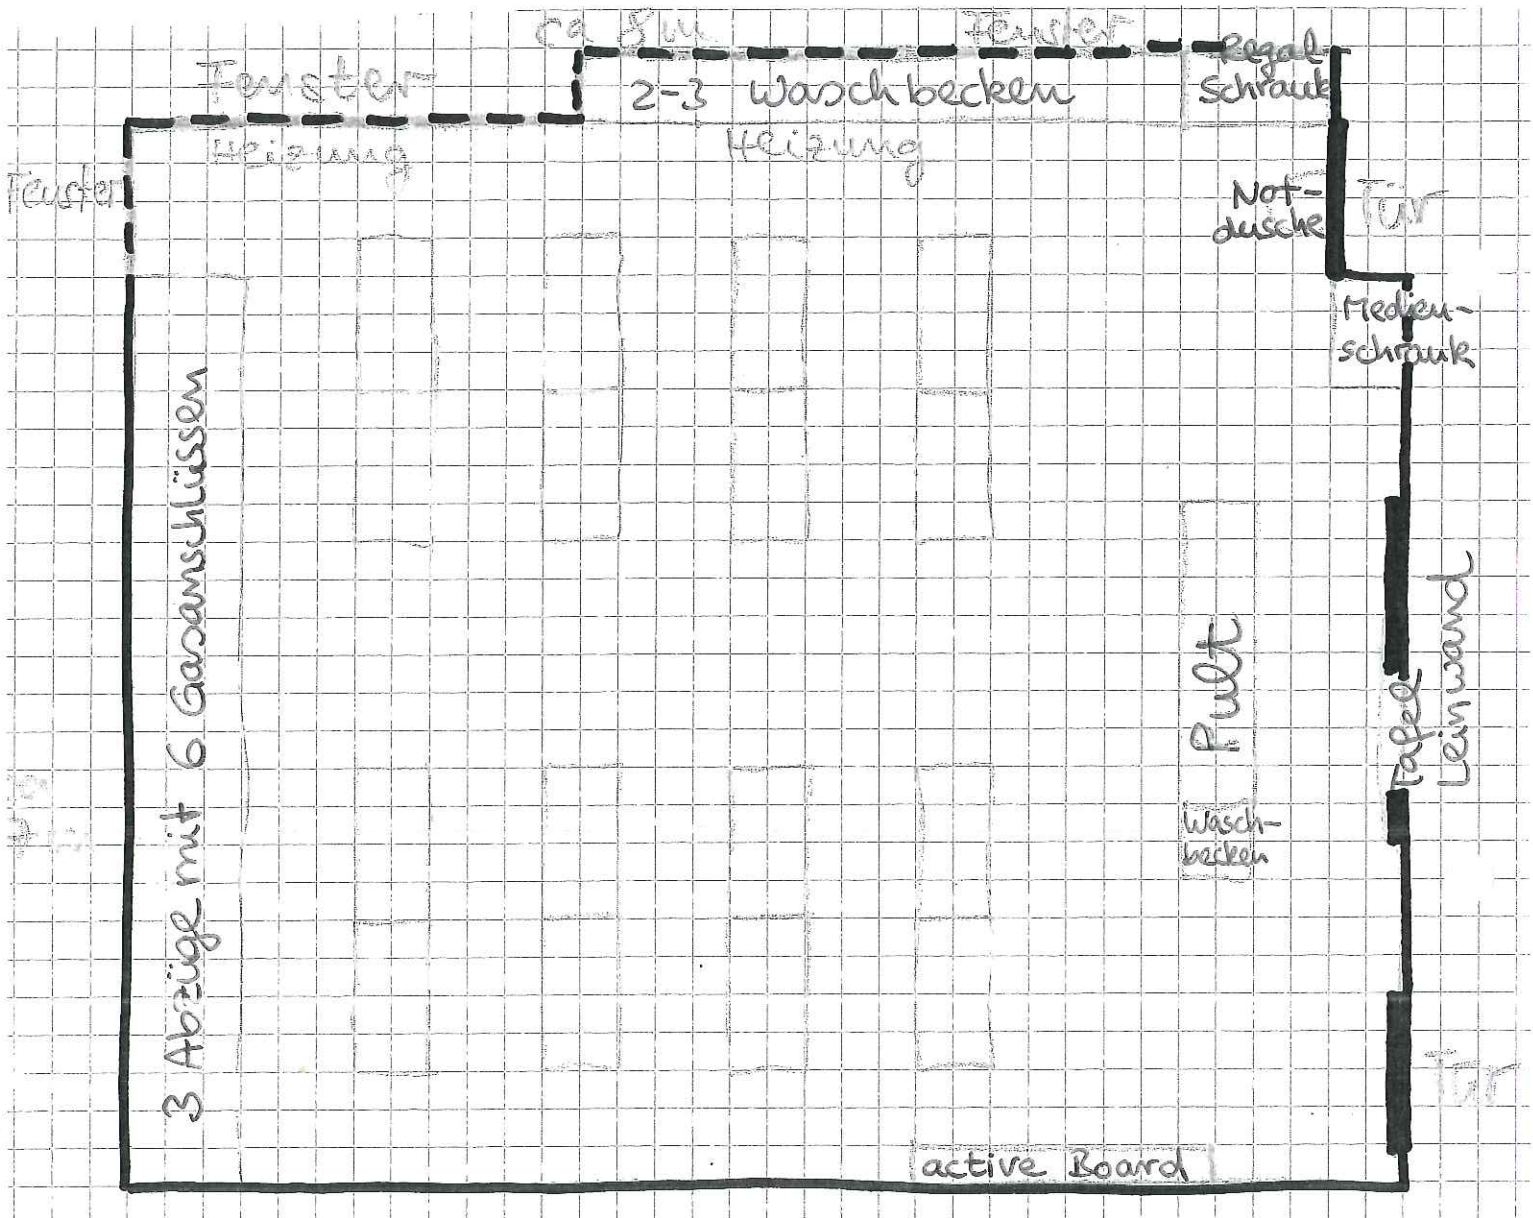 ca 8m
Fenster
Fenster
2-3 Waschbecken
Regal-
Schrank
Heizung
Heizung
Fenster
Not-
dusche
Tür
Medien-
schrank
3 Abzüge mit 6 Gasanschlüssen
Pult
Wasch-
becken
Tafel
Leinwand
Tür
active Board